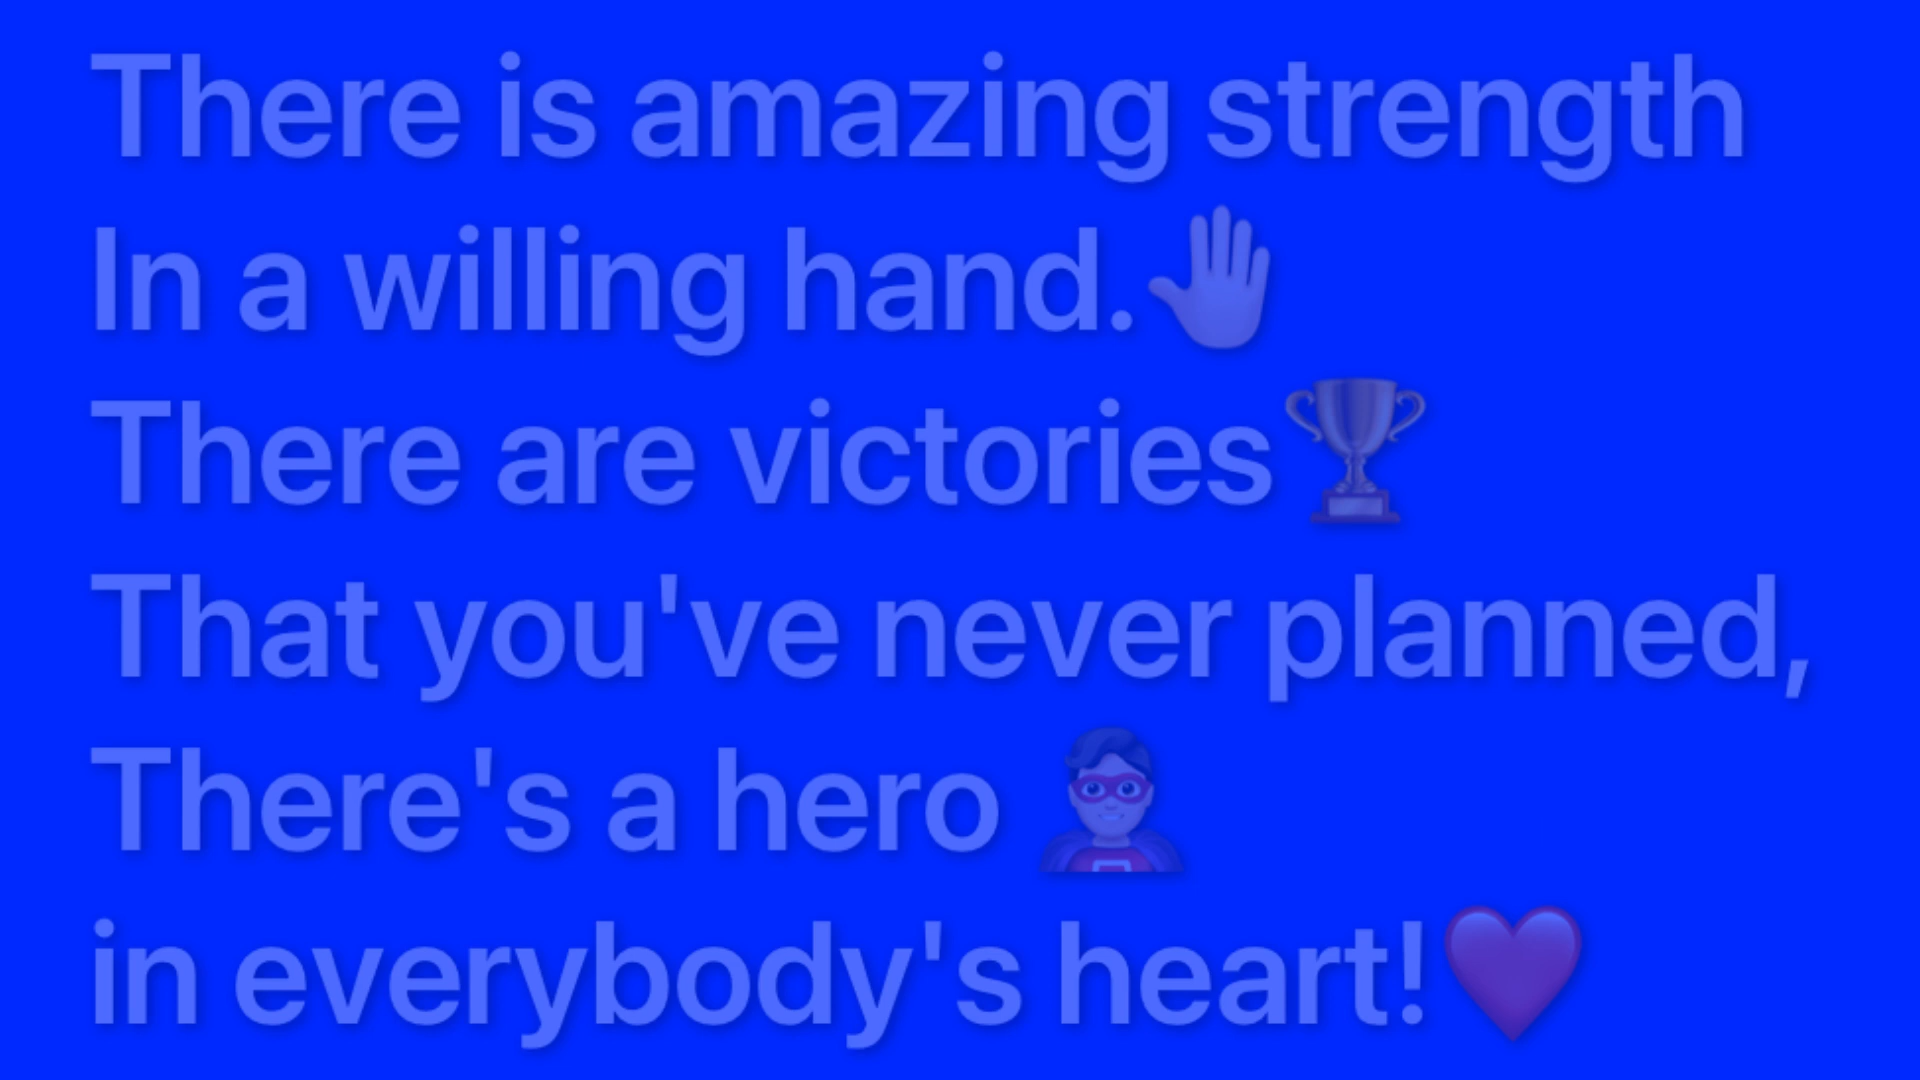 There is amazing strength
In a willing hand.🤚
There are victories🏆
That you've never planned,
There's a hero 🦸🏻‍♂️
in everybody's heart!❤️